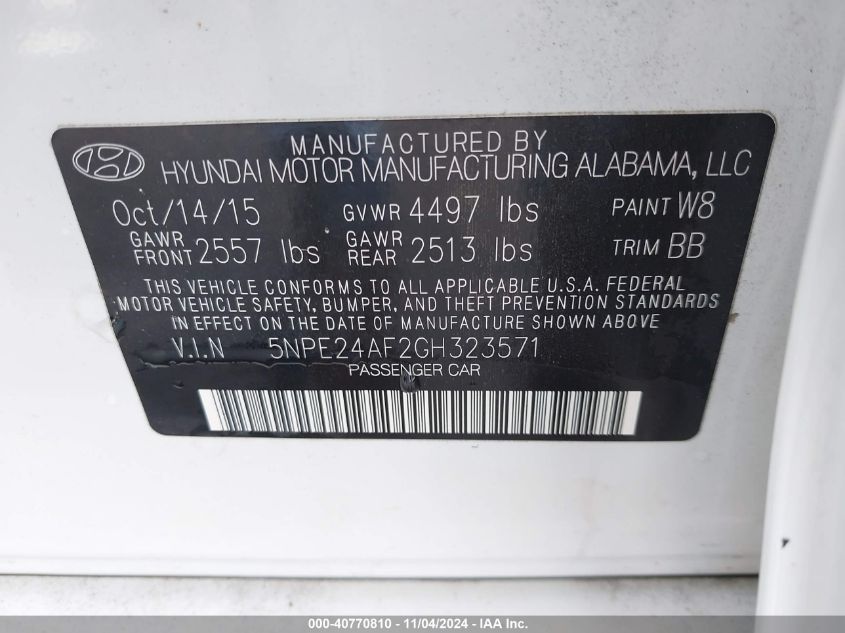 MANUFACTURED BY
HYUNDAI MOTOR MANUFACTURING ALABAMA, LLC
Oct/14/15 GVWR 4497 lbs PAINT W8
GAWR FRONT 2557 lbs GAWR REAR 2513 lbs TRIM BB
THIS VEHICLE CONFORMS TO ALL APPLICABLE U.S.A. FEDERAL
MOTOR VEHICLE SAFETY, BUMPER, AND THEFT PREVENTION STANDARDS
IN EFFECT ON THE DATE OF MANUFACTURING SHOWN ABOVE
V.I.N 5NPE24AF2GH323571
PASSENGER CAR
000-40770810 - 11/04/2024 - IAA Inc.